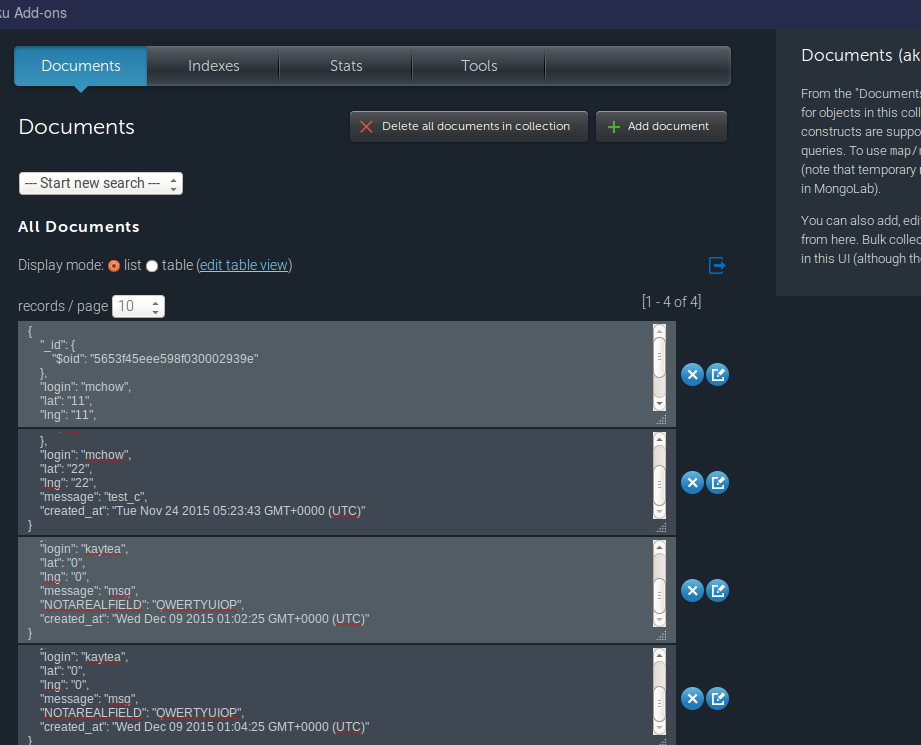 ku Add-ons
Documents
Indexes
Stats
Tools
Documents
Delete all documents in collection
Add document
--- Start new search ---
All Documents
Display mode: list table (edit table view)
records / page 10
[1 - 4 of 4]
{
"_id": {
"$oid": "5653f45eee598f030002939e"
},
"login": "mchow",
"lat": "11",
"lng": "11",
},
"login": "mchow",
"lat": "22",
"lng": "22",
"message": "test_c",
"created_at": "Tue Nov 24 2015 05:23:43 GMT+0000 (UTC)"
}
"login": "kaytea",
"lat": "0",
"lng": "0",
"message": "msg",
"NOTAREALFIELD": "QWERTYUIOP",
"created_at": "Wed Dec 09 2015 01:02:25 GMT+0000 (UTC)"
}
"login": "kaytea",
"lat": "0",
"lng": "0",
"message": "msg",
"NOTAREALFIELD": "QWERTYUIOP",
"created_at": "Wed Dec 09 2015 01:04:25 GMT+0000 (UTC)"
}
Documents (ak
From the "Documents
for objects in this coll
constructs are suppo
queries. To use map/r
(note that temporary
in MongoLab).
You can also add, edi
from here. Bulk collec
in this UI (although th